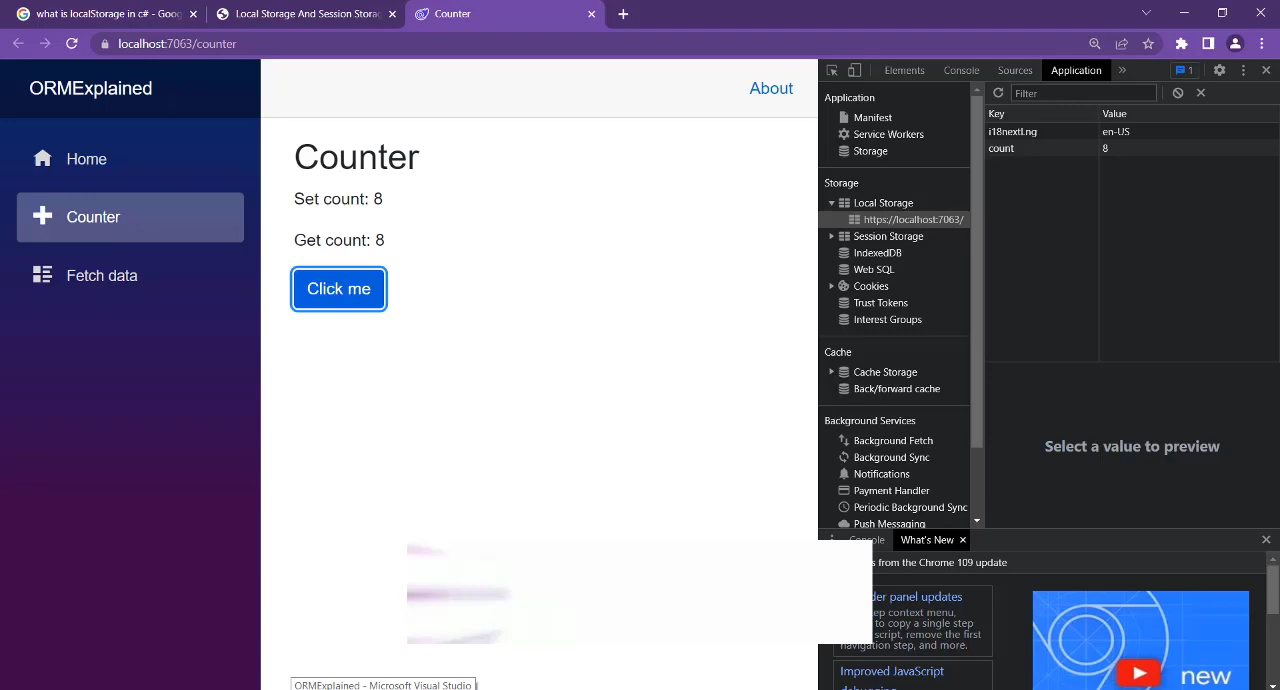 what is localStorage in c# - Goog
Local Storage And Session Storag
Counter
localhost:7063/counter
ORMExplained
About
Home
Counter
Fetch data
Counter
Set count: 8
Get count: 8
Click me
Elements
Console
Sources
Application
1
Application
Manifest
Service Workers
Storage
Storage
Local Storage
https://localhost:7063/
Session Storage
IndexedDB
Web SQL
Cookies
Trust Tokens
Interest Groups
Cache
Cache Storage
Back/forward cache
Background Services
Background Fetch
Background Sync
Notifications
Payment Handler
Periodic Background Sync
Push Messaging
Filter
Key Value
i18nextLng en-US
count 8
Select a value to preview
Console
What's New
from the Chrome 109 update
der panel updates
ep context menu,
to copy a single step
script, remove the first
navigation step, and more.
Improved JavaScript
debugging
new
ORMExplained - Microsoft Visual Studio